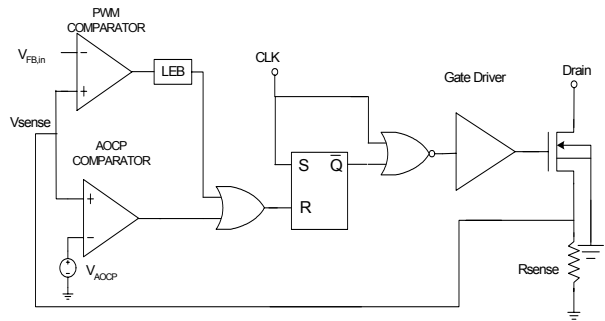 PWM
COMPARATOR
V_FB,in
−
+
LEB
CLK
Gate Driver
Drain
Vsense
AOCP
COMPARATOR
+
−
V_AOCP
S
Q̅
R
Rsense